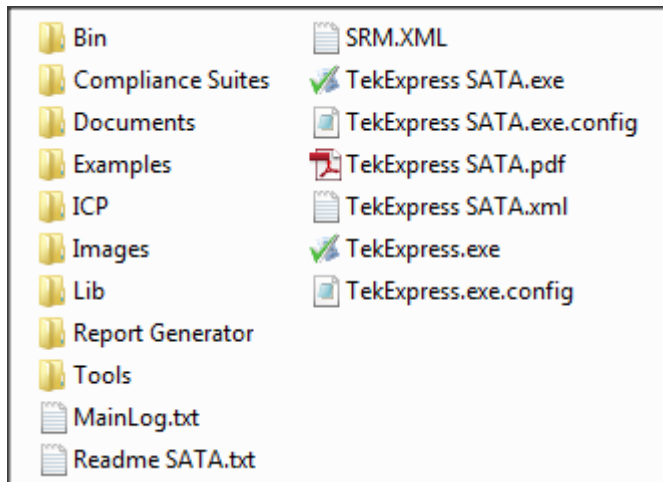 Bin
Compliance Suites
Documents
Examples
ICP
Images
Lib
Report Generator
Tools
MainLog.txt
Readme SATA.txt
SRM.XML
TekExpress SATA.exe
TekExpress SATA.exe.config
TekExpress SATA.pdf
TekExpress SATA.xml
TekExpress.exe
TekExpress.exe.config